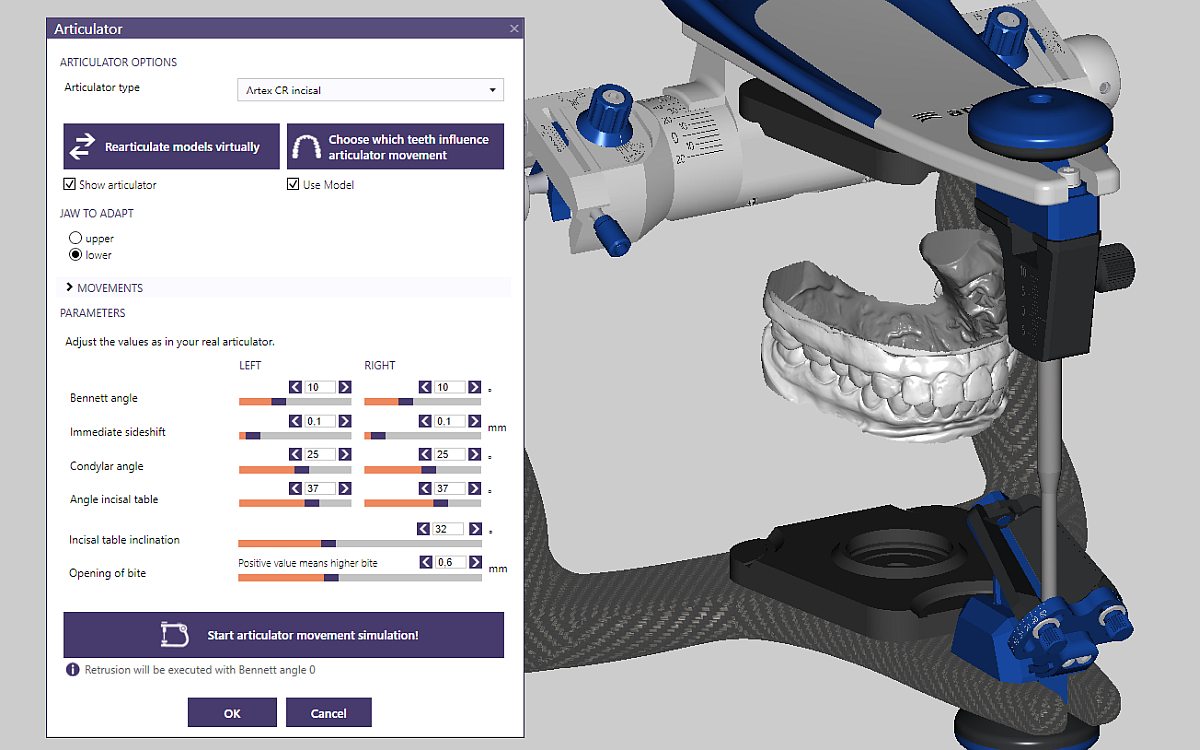 Articulator
ARTICULATOR OPTIONS
Articulator type
Artex CR incisal
Rearticulate models virtually
Choose which teeth influence
articulator movement
Show articulator
Use Model
JAW TO ADAPT
upper
lower
MOVEMENTS
PARAMETERS
Adjust the values as in your real articulator.
LEFT RIGHT
Bennett angle 10 10 °
Immediate sideshift 0.1 0.1 mm
Condylar angle 25 25 °
Angle incisal table 37 37 °
Incisal table inclination 32 °
Opening of bite Positive value means higher bite 0.6 mm
Start articulator movement simulation!
Retrusion will be executed with Bennett angle 0
OK Cancel
30
20
10
0
10
20